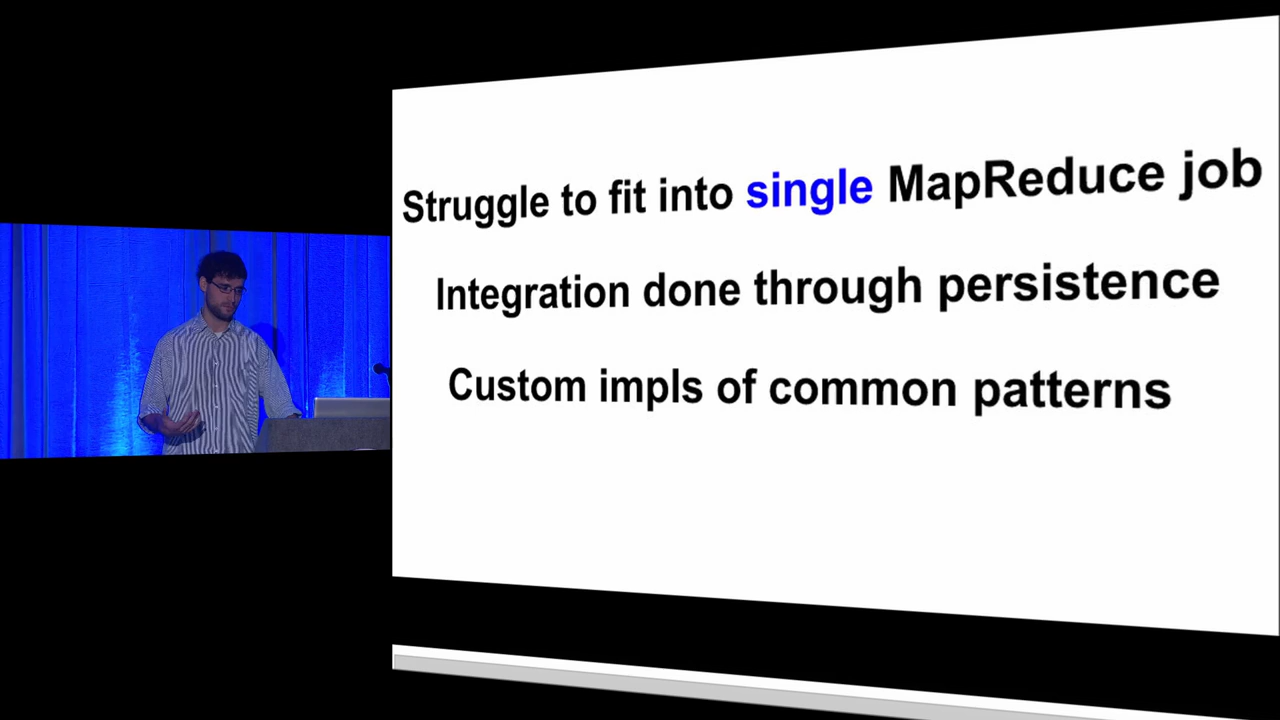 Struggle to fit into single MapReduce job
Integration done through persistence
Custom impls of common patterns